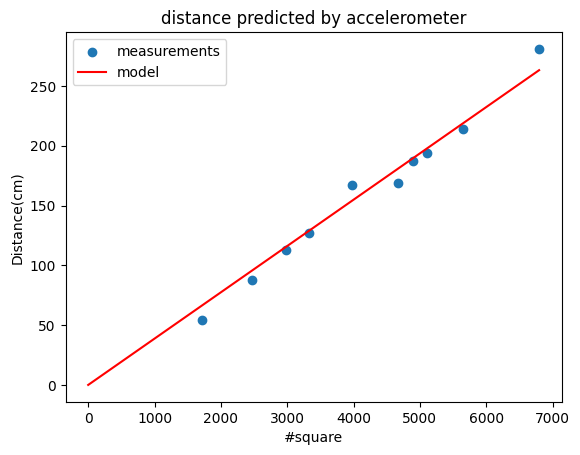 distance predicted by accelerometer
measurements
model
Distance(cm)
250
200
150
100
50
0
0 1000 2000 3000 4000 5000 6000 7000
#square